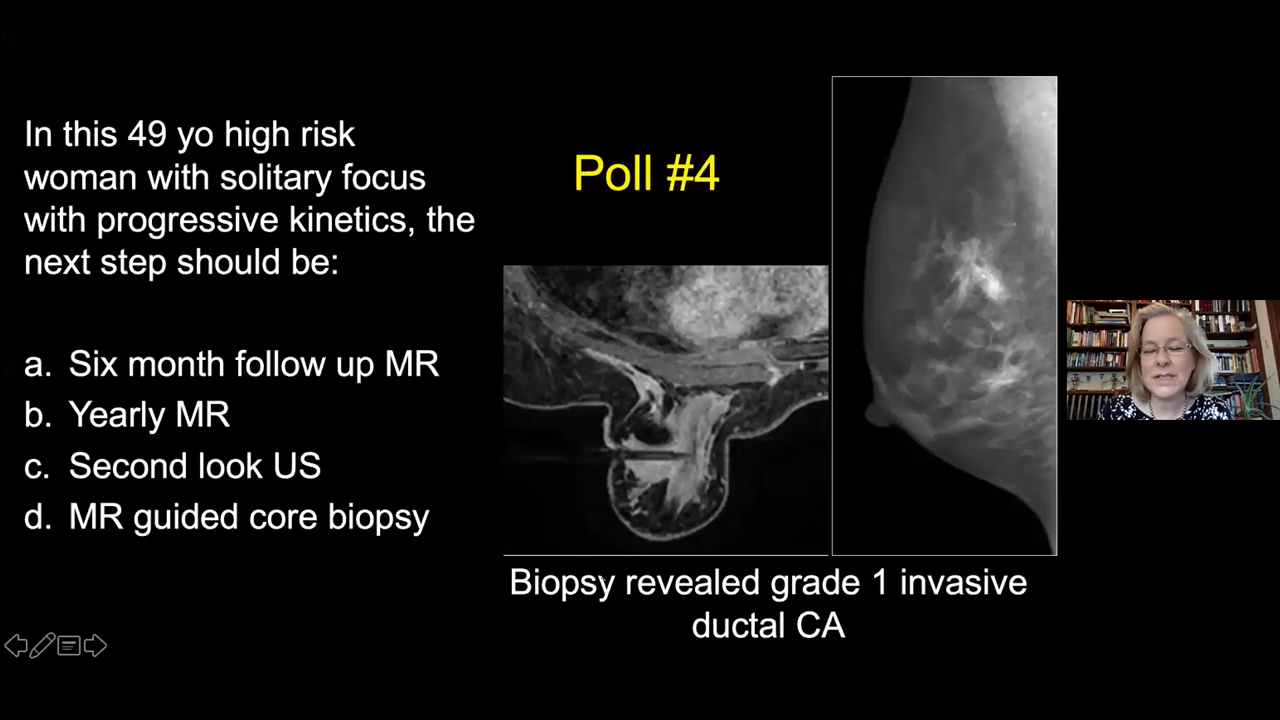 In this 49 yo high risk
woman with solitary focus
with progressive kinetics, the
next step should be:
a. Six month follow up MR
b. Yearly MR
c. Second look US
d. MR guided core biopsy
Poll #4
Biopsy revealed grade 1 invasive
ductal CA